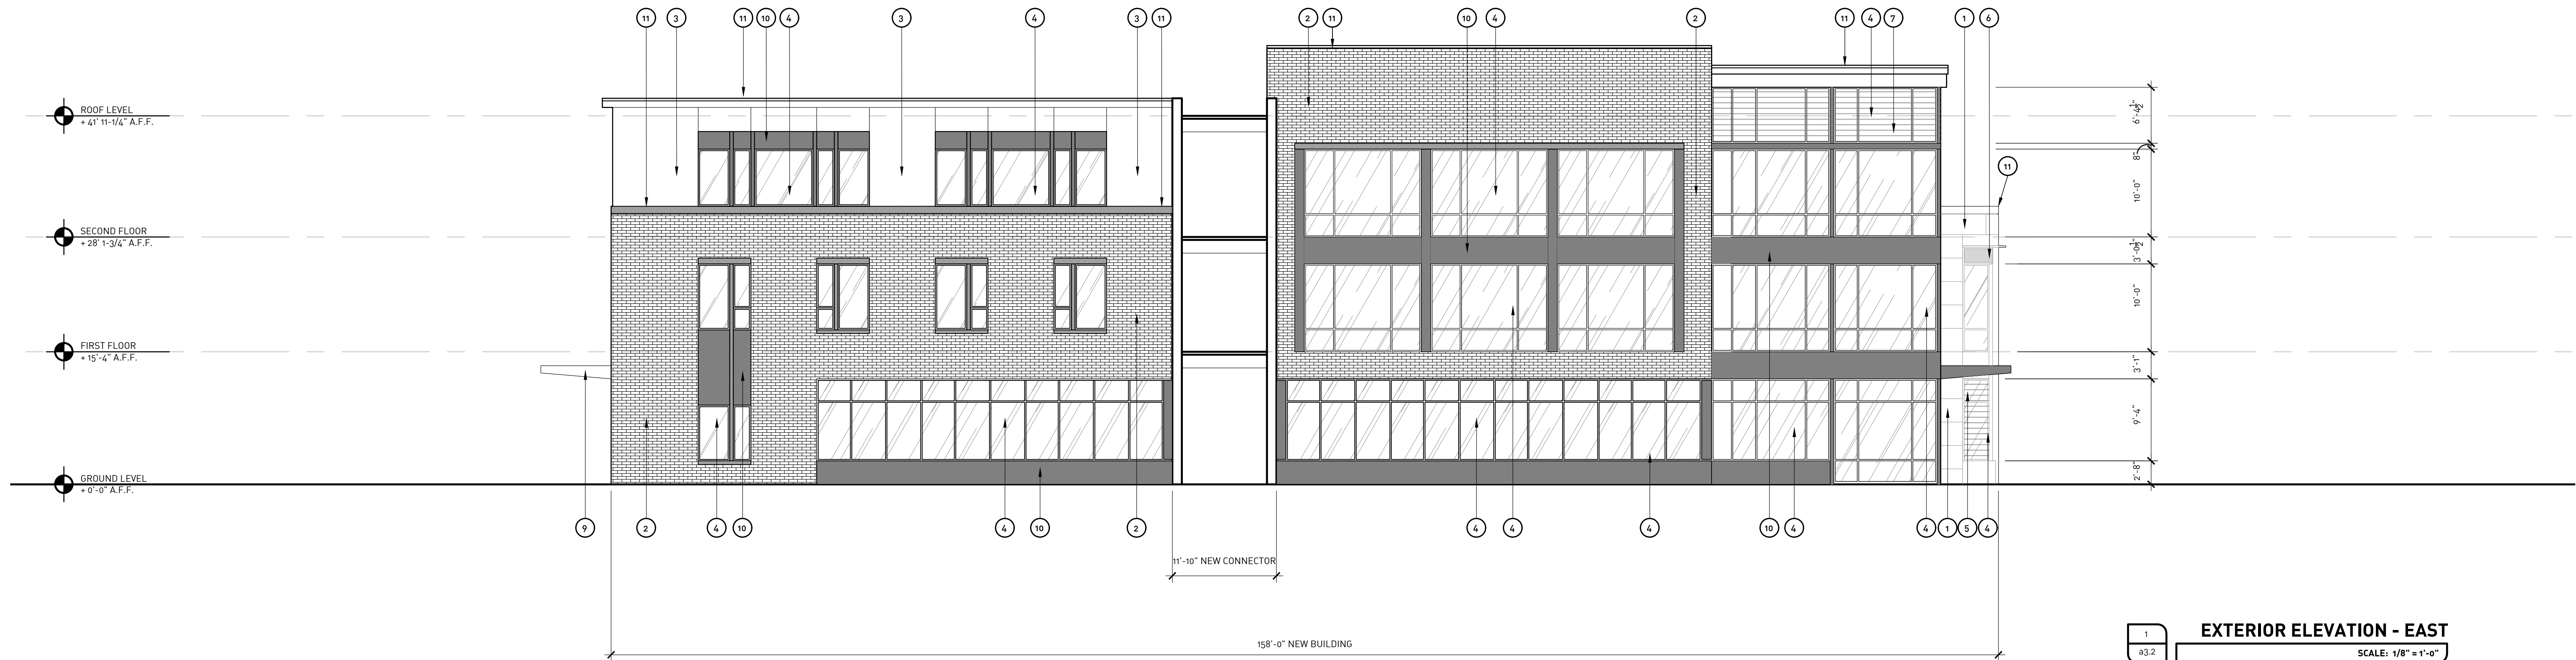 11 3 11 10 4 3 4 3 11 2 11 10 4 2 11 4 7 1 6
ROOF LEVEL
+ 41' 11-1/4" A.F.F.
SECOND FLOOR
+ 28' 1-3/4" A.F.F.
FIRST FLOOR
+ 15'-4" A.F.F.
GROUND LEVEL
+ 0'-0" A.F.F.
11
6'-4 1/2"
8"
10'-0"
3'-0 1/2"
10'-0"
3'-1"
9'-4"
2'-8"
9 2 4 10 4 10 2 4 4 4 10 4 4 1 5 4
11'-10" NEW CONNECTOR
158'-0" NEW BUILDING
1
a3.2
EXTERIOR ELEVATION - EAST
SCALE: 1/8" = 1'-0"